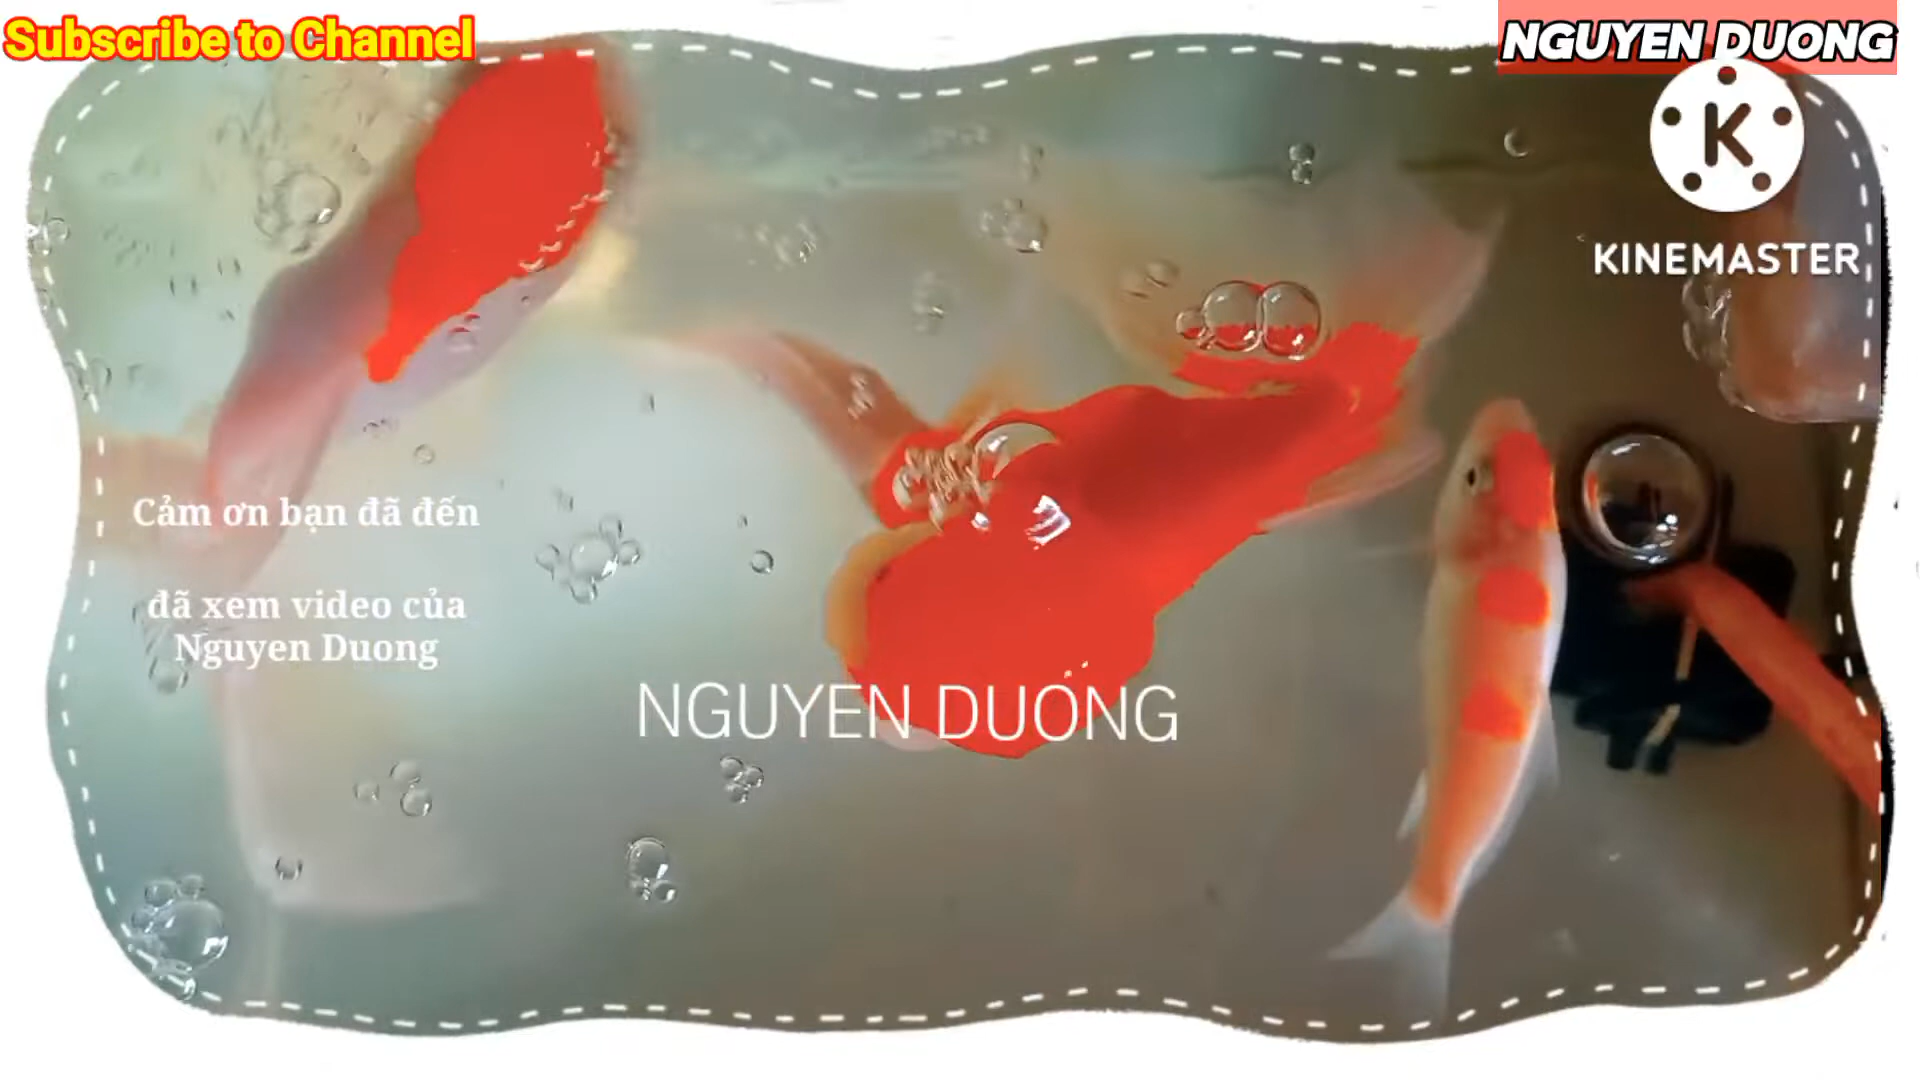 Subscribe to Channel
NGUYEN DUONG
K
KINEMASTER
Cảm ơn bạn đã đến
đã xem video của
Nguyen Duong
NGUYEN DUONG